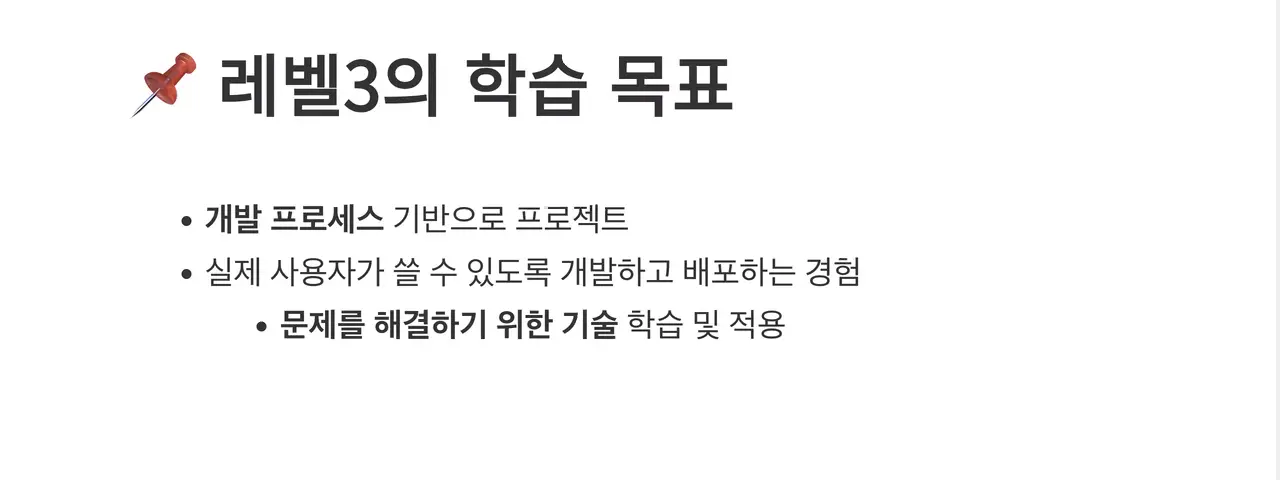 레벨3의 학습 목표
개발 프로세스 기반으로 프로젝트
실제 사용자가 쓸 수 있도록 개발하고 배포하는 경험
문제를 해결하기 위한 기술 학습 및 적용